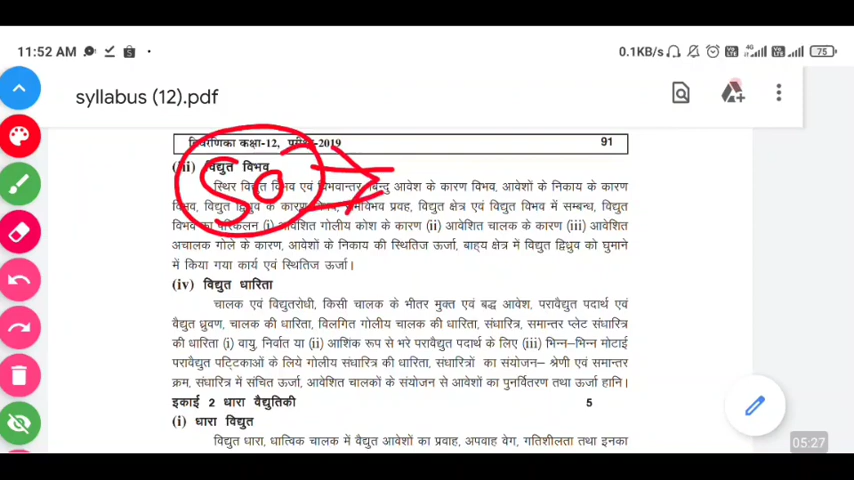 11:52 AM
0.1KB/s 4G 75
syllabus (12).pdf
विवरणिका कक्षा-12, परीक्षा-2019 91
(iii) विद्युत विभव
50
स्थिर विद्युत विभव एवं विभवान्तर, बिन्दु आवेश के कारण विभव, आवेशों के निकाय के कारण
विभव, विद्युत द्विध्रुव के कारण विभव, समविभव प्रवह, विद्युत क्षेत्र एवं विद्युत विभव में सम्बन्ध, विद्युत
विभव का परिकलन (i) आवेशित गोलीय कोश के कारण (ii) आवेशित चालक के कारण (iii) आवेशित
अचालक गोले के कारण, आवेशों के निकाय की स्थितिज ऊर्जा, बाह्य क्षेत्र में विद्युत द्विध्रुव को घुमाने
में किया गया कार्य एवं स्थितिज ऊर्जा।
(iv) विद्युत धारिता
चालक एवं विद्युतरोधी, किसी चालक के भीतर मुक्त एवं बद्ध आवेश, परावैद्युत पदार्थ एवं
वैद्युत ध्रुवण, चालक की धारिता, विलगित गोलीय चालक की धारिता, संधारित्र, समान्तर प्लेट संधारित्र
की धारिता (i) वायु, निर्वात या (ii) आशिंक रूप से भरे परावैद्युत पदार्थ के लिए (iii) भिन्न–भिन्न मोटाई
परावैद्युत पट्टिकाओं के लिये गोलीय संधारित्र की धारिता, संधारित्रों का संयोजन– श्रेणी एवं समान्तर
क्रम, संधारित्र में संचित ऊर्जा, आवेशित चालकों के संयोजन से आवेशों का पुनर्वितरण तथा ऊर्जा हानि।
इकाई 2 धारा वैद्युतिकी 5
(i) धारा विद्युत
विद्युत धारा, धात्विक चालक में वैद्युत आवेशों का प्रवाह, अपवाह वेग, गतिशीलता तथा इनका
05:27